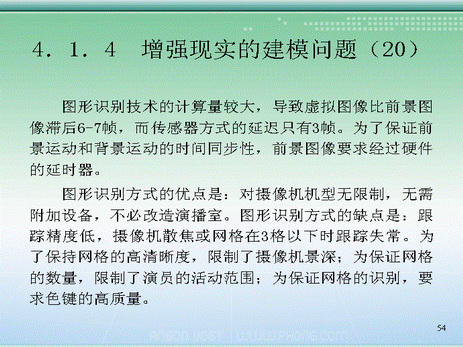 4．1．4　增强现实的建模问题（20）
图形识别技术的计算量较大，导致虚拟图像比前景图
像滞后6-7帧，而传感器方式的延迟只有3帧。为了保证前
景运动和背景运动的时间同步性，前景图像要求经过硬件
的延时器。
图形识别方式的优点是：对摄像机机型无限制，无需
附加设备，不必改造演播室。图形识别方式的缺点是：跟
踪精度低，摄像机散焦或网格在3格以下时跟踪失常。为
了保持网格的高清晰度，限制了摄像机景深；为保证网格
的数量，限制了演员的活动范围；为保证网格的识别，要
求色键的高质量。
54